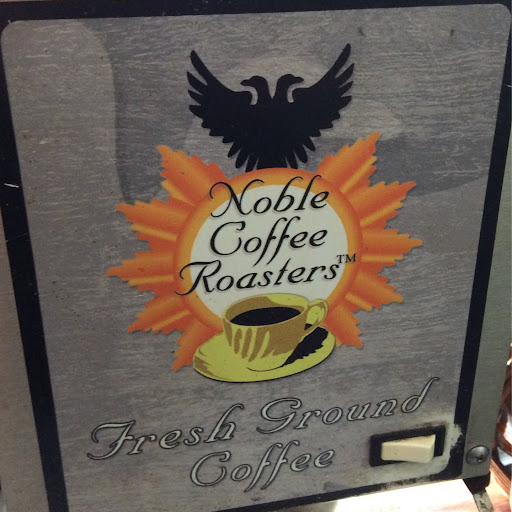 Noble
Coffee
Roasters™
Fresh Ground
Coffee